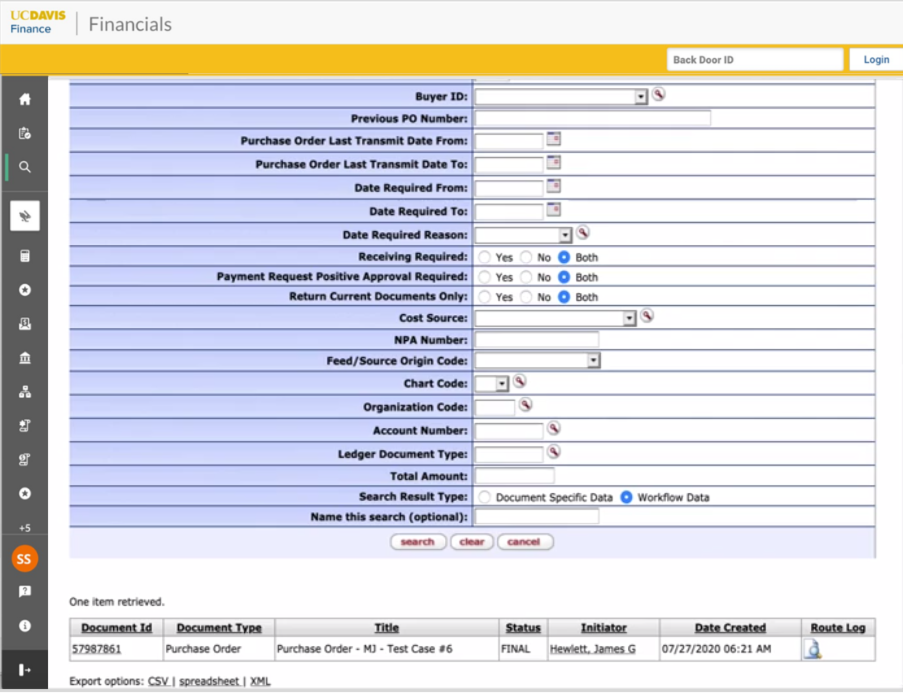 UCDAVIS
Finance
Financials
Back Door ID
Login
Buyer ID:
Previous PO Number:
Purchase Order Last Transmit Date From:
Purchase Order Last Transmit Date To:
Date Required From:
Date Required To:
Date Required Reason:
Receiving Required: Yes No Both
Payment Request Positive Approval Required: Yes No Both
Return Current Documents Only: Yes No Both
Cost Source:
NPA Number:
Feed/Source Origin Code:
Chart Code:
Organization Code:
Account Number:
Ledger Document Type:
Total Amount:
Search Result Type: Document Specific Data Workflow Data
Name this search (optional):
search clear cancel
+5
SS
One item retrieved.
Document Id Document Type Title Status Initiator Date Created Route Log
57987861 Purchase Order Purchase Order - MJ - Test Case #6 FINAL Hewlett, James G 07/27/2020 06:21 AM
Export options: CSV | spreadsheet | XML